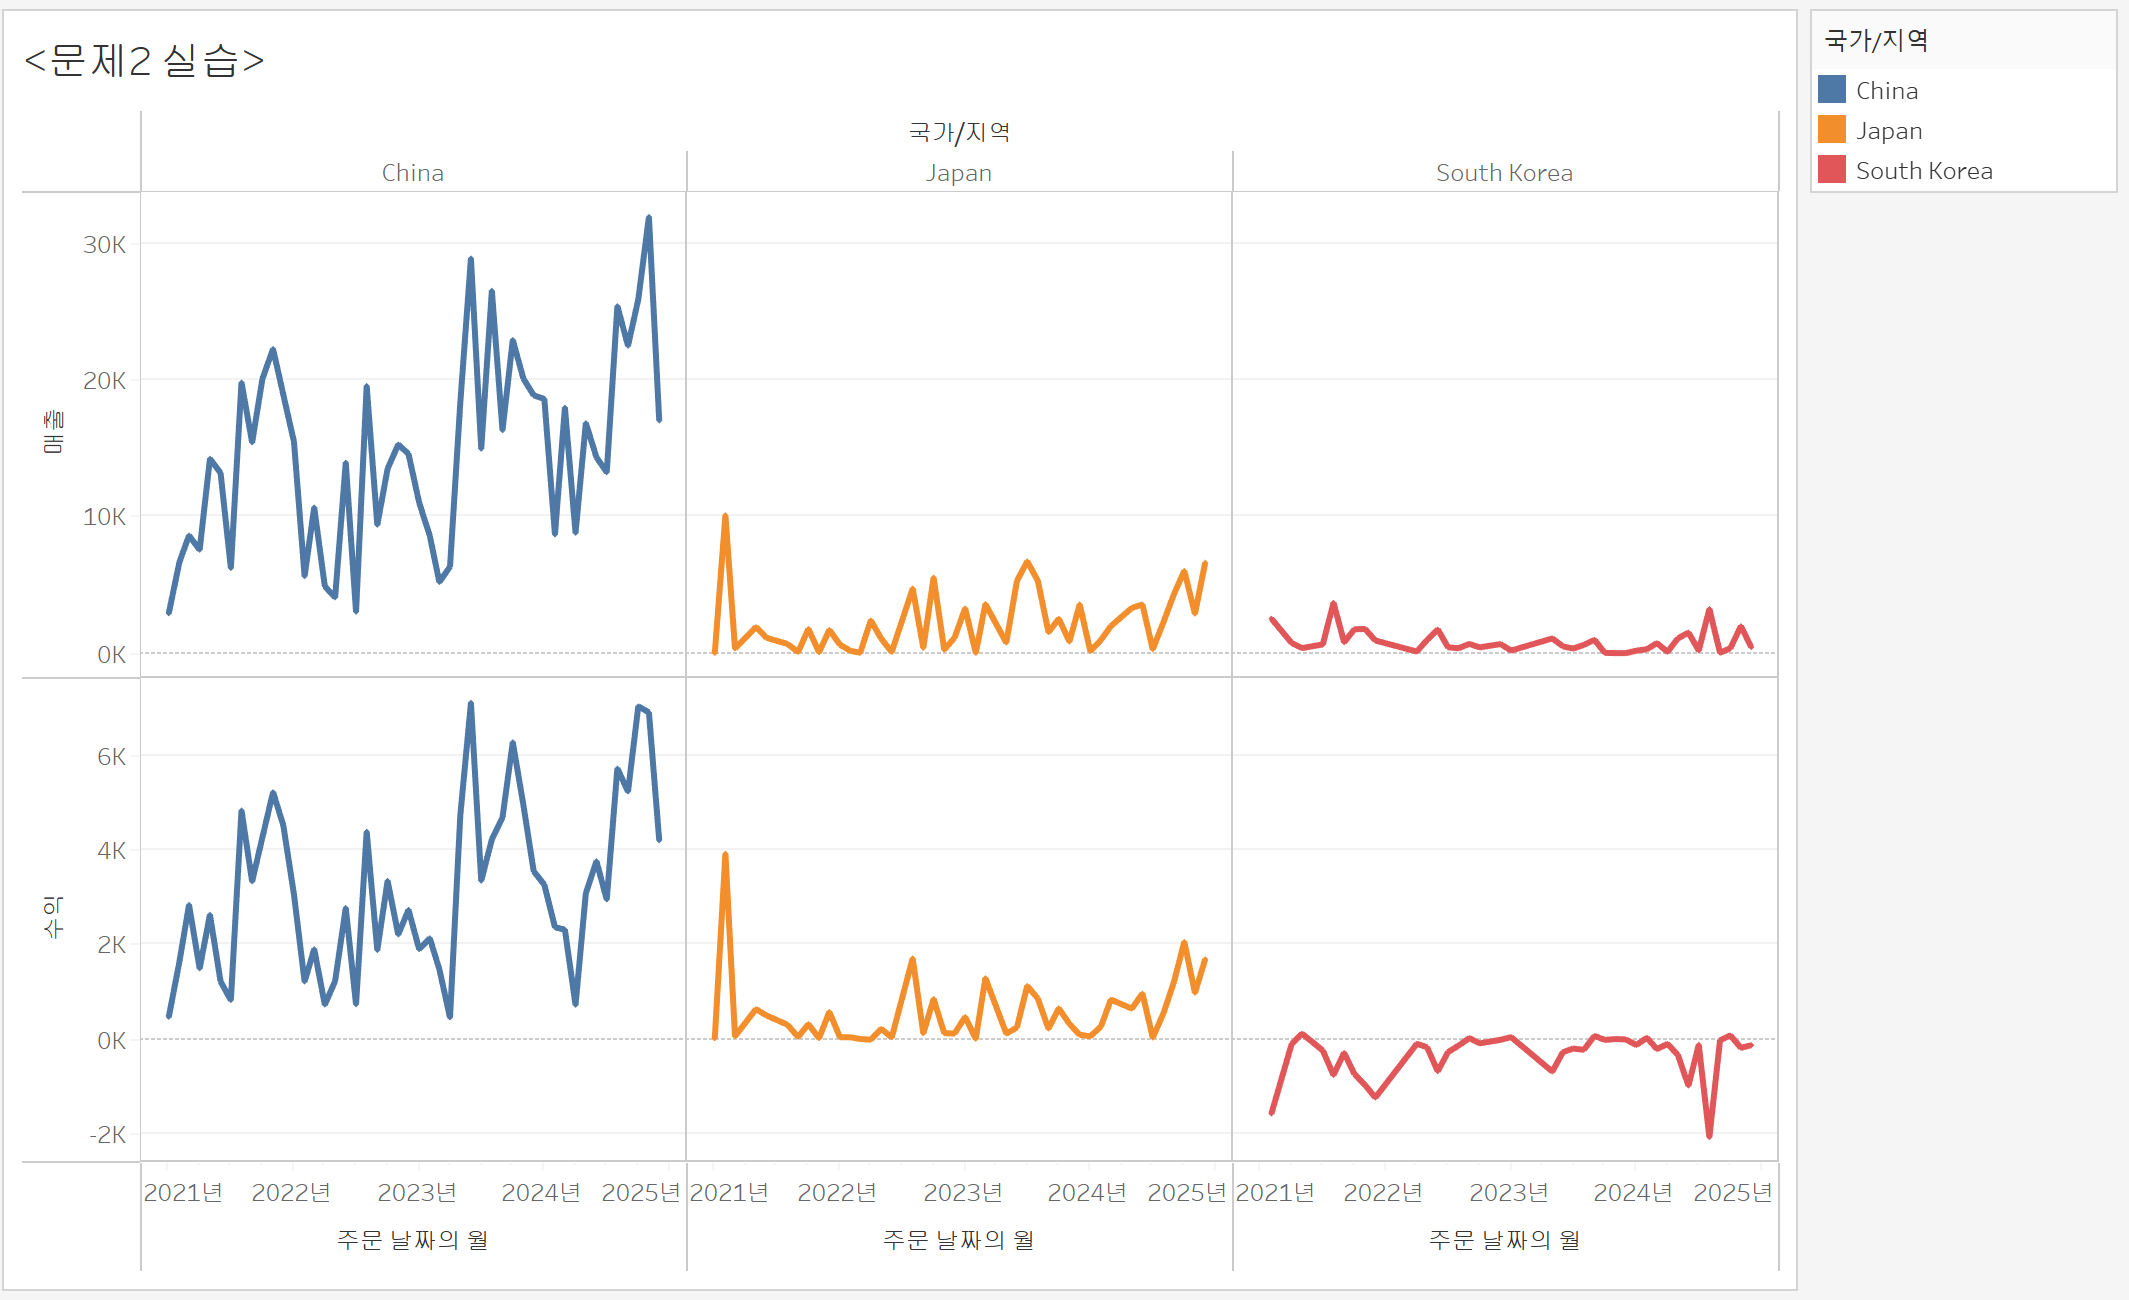 <문제2 실습>
국가/지역
China Japan South Korea
30K
20K
10K
0K
매출
6K
4K
2K
0K
-2K
수익
2021년 2022년 2023년 2024년 2025년 2021년 2022년 2023년 2024년 2025년 2021년 2022년 2023년 2024년 2025년
주문 날짜의 월 주문 날짜의 월 주문 날짜의 월
국가/지역
China
Japan
South Korea